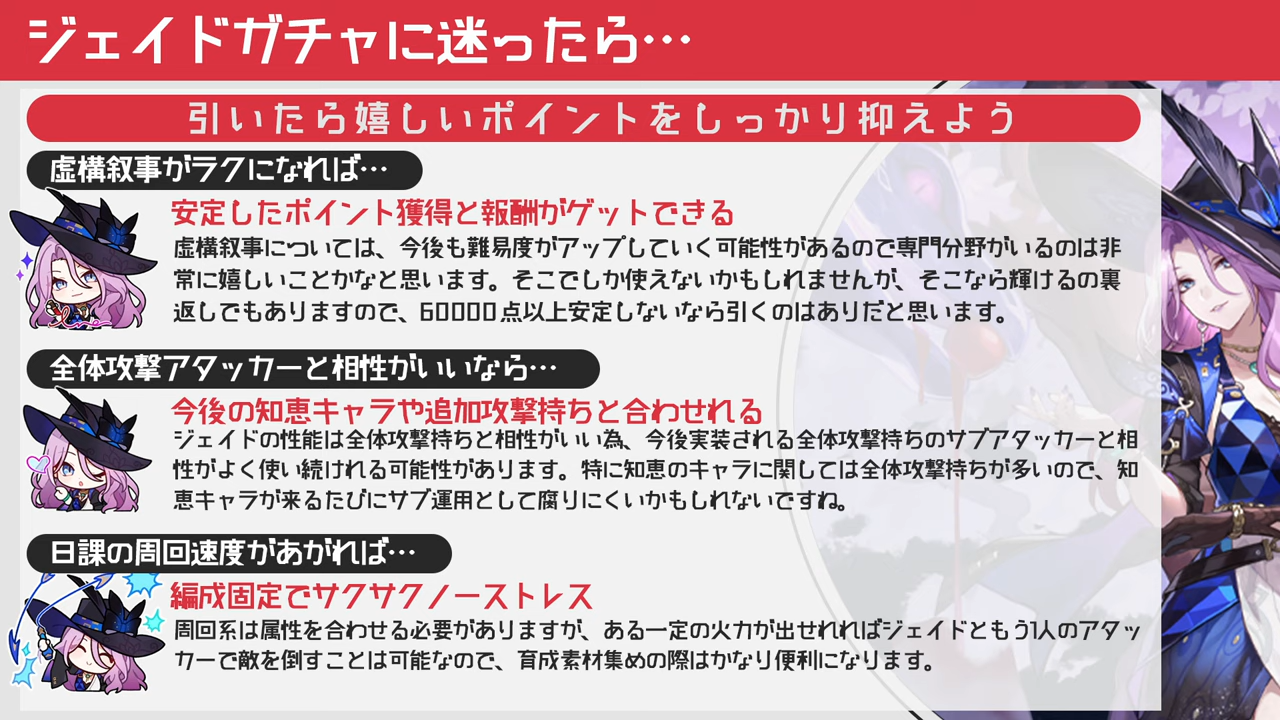 ジェイドガチャに迷ったら…
引いたら嬉しいポイントをしっかり抑えよう
虚構叙事がラクになれば…
安定したポイント獲得と報酬がゲットできる
虚構叙事については、今後も難易度がアップしていく可能性があるので専門分野がいるのは非
常に嬉しいことかなと思います。そこでしか使えないかもしれませんが、そこなら輝けるの裏
返しでもありますので、60000点以上安定しないなら引くのはありだと思います。
全体攻撃アタッカーと相性がいいなら…
今後の知恵キャラや追加攻撃持ちと合わせれる
ジェイドの性能は全体攻撃持ちと相性がいい為、今後実装される全体攻撃持ちのサブアタッカーと相
性がよく使い続けれる可能性があります。特に知恵のキャラに関しては全体攻撃持ちが多いので、知
恵キャラが来るたびにサブ運用として腐りにくいかもしれないですね。
日課の周回速度があがれば…
編成固定でサクサクノーストレス
周回系は属性を合わせる必要がありますが、ある一定の火力が出せれればジェイドともう1人のアタッ
カーで敵を倒すことは可能なので、育成素材集めの際はかなり便利になります。